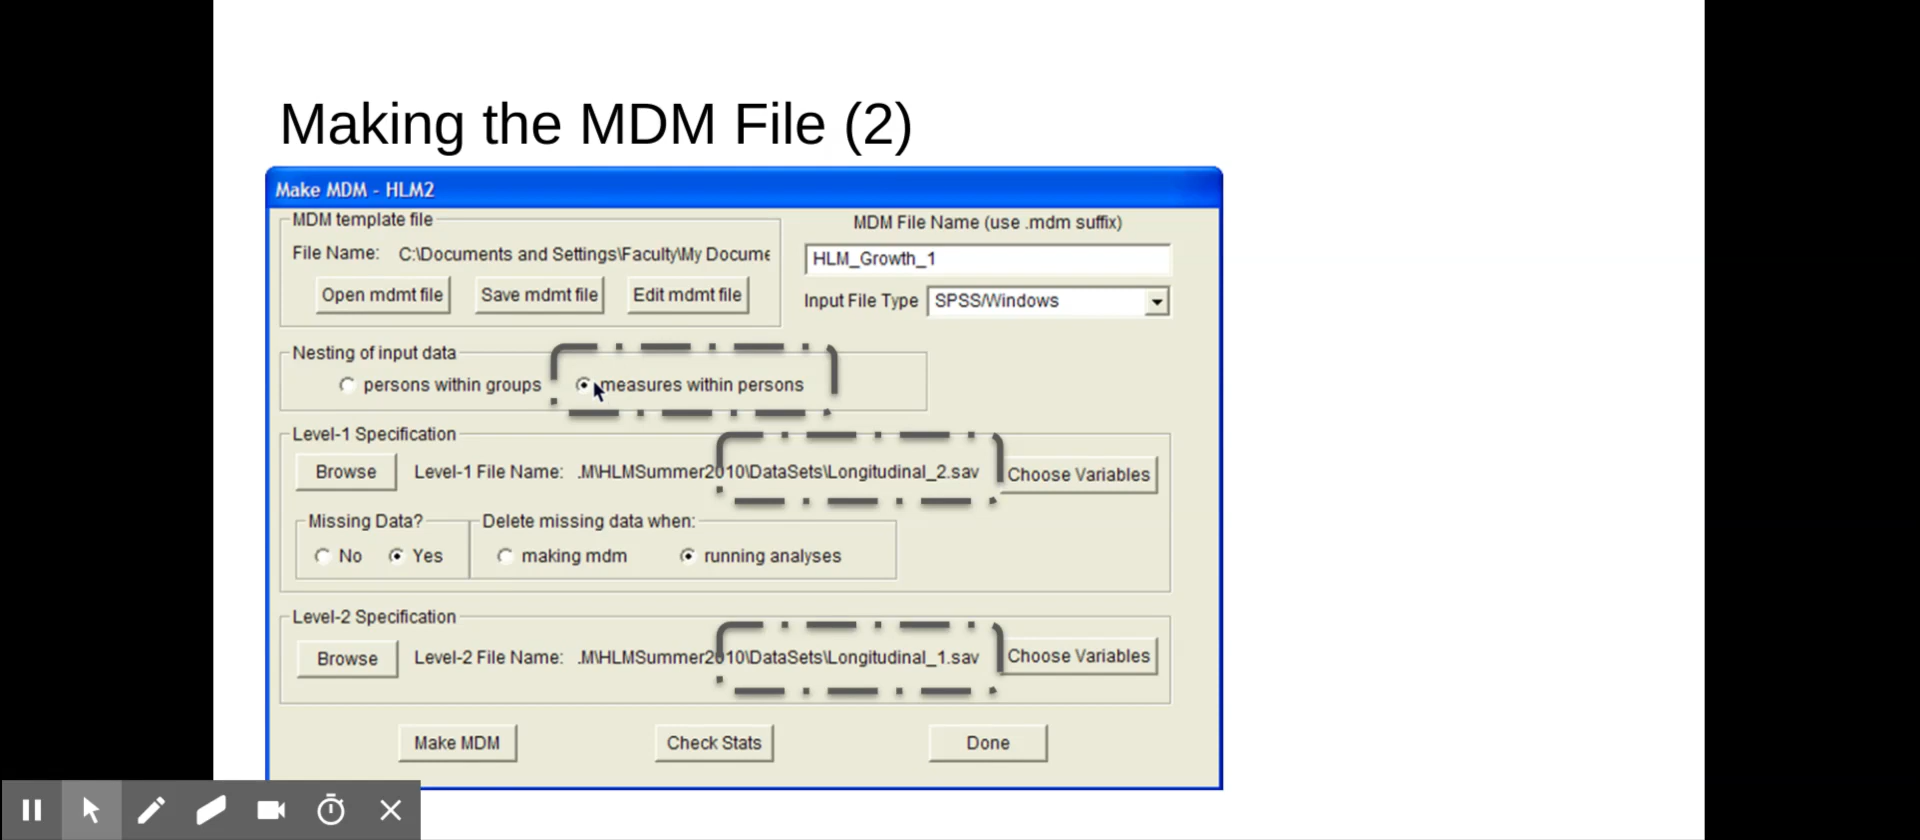 Making the MDM File (2)
Make MDM - HLM2
MDM template file
File Name: C:\Documents and Settings\Faculty\My Docume
Open mdmt file Save mdmt file Edit mdmt file
MDM File Name (use .mdm suffix)
HLM_Growth_1
Input File Type SPSS/Windows
Nesting of input data
persons within groups measures within persons
Level-1 Specification
Browse Level-1 File Name: .M\HLMSummer2010\DataSets\Longitudinal_2.sav Choose Variables
Missing Data? Delete missing data when:
No Yes making mdm running analyses
Level-2 Specification
Browse Level-2 File Name: .M\HLMSummer2010\DataSets\Longitudinal_1.sav Choose Variables
Make MDM Check Stats Done